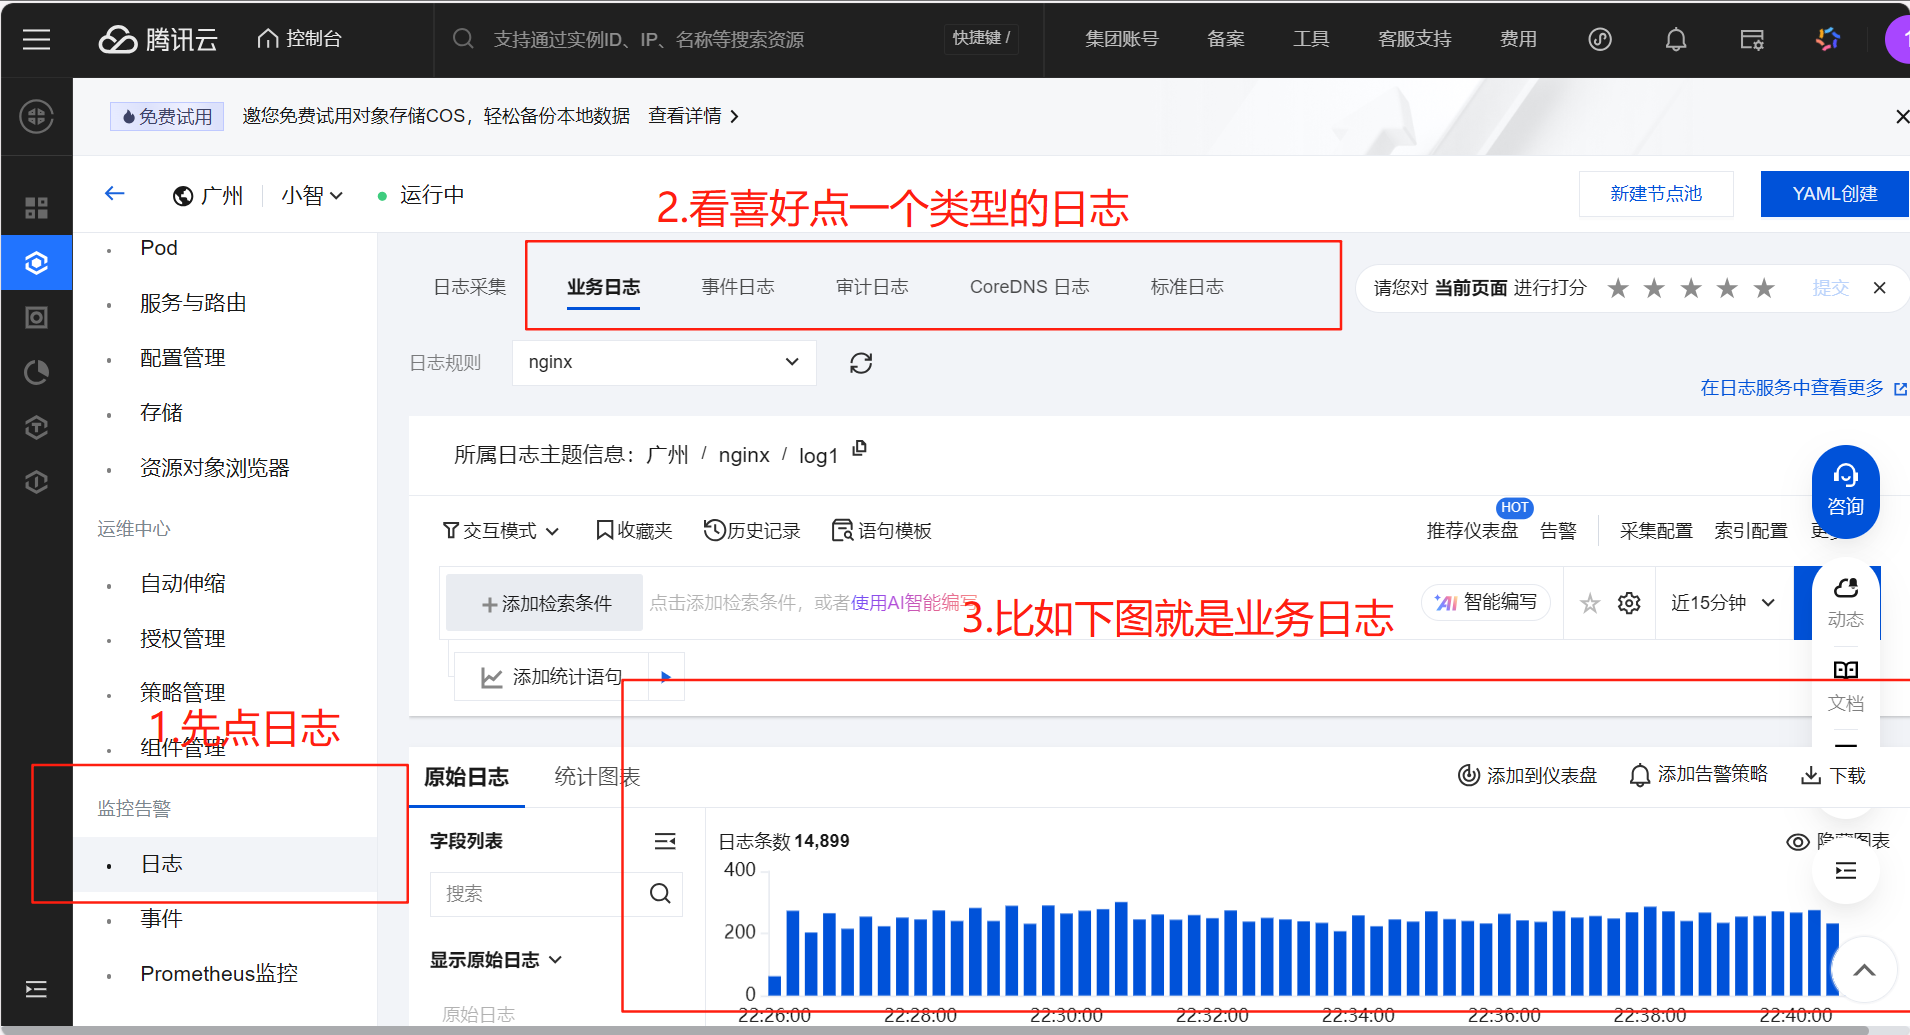 腾讯云
控制台
支持通过实例ID、IP、名称等搜索资源
快捷键 /
集团账号
备案
工具
客服支持
费用
免费试用
邀您免费试用对象存储COS，轻松备份本地数据
查看详情
广州
小智
运行中
2.看喜好点一个类型的日志
新建节点池
YAML创建
Pod
服务与路由
配置管理
存储
资源对象浏览器
运维中心
自动伸缩
授权管理
策略管理
1.先点日志
组件管理
监控告警
日志
事件
Prometheus监控
日志采集
业务日志
事件日志
审计日志
CoreDNS 日志
标准日志
请您对 当前页面 进行打分
提交
日志规则
nginx
在日志服务中查看更多
所属日志主题信息：广州 / nginx / log1
咨询
交互模式
收藏夹
历史记录
语句模板
HOT
推荐仪表盘
告警
采集配置
索引配置
添加检索条件
点击添加检索条件，或者使用AI智能编写
3.比如下图就是业务日志
AI 智能编写
近15分钟
动态
添加统计语句
文档
原始日志
统计图表
添加到仪表盘
添加告警策略
下载
字段列表
日志条数 14,899
隐藏图表
搜索
400
200
0
显示原始日志
原始日志
22:26:00
22:28:00
22:30:00
22:32:00
22:34:00
22:36:00
22:38:00
22:40:00